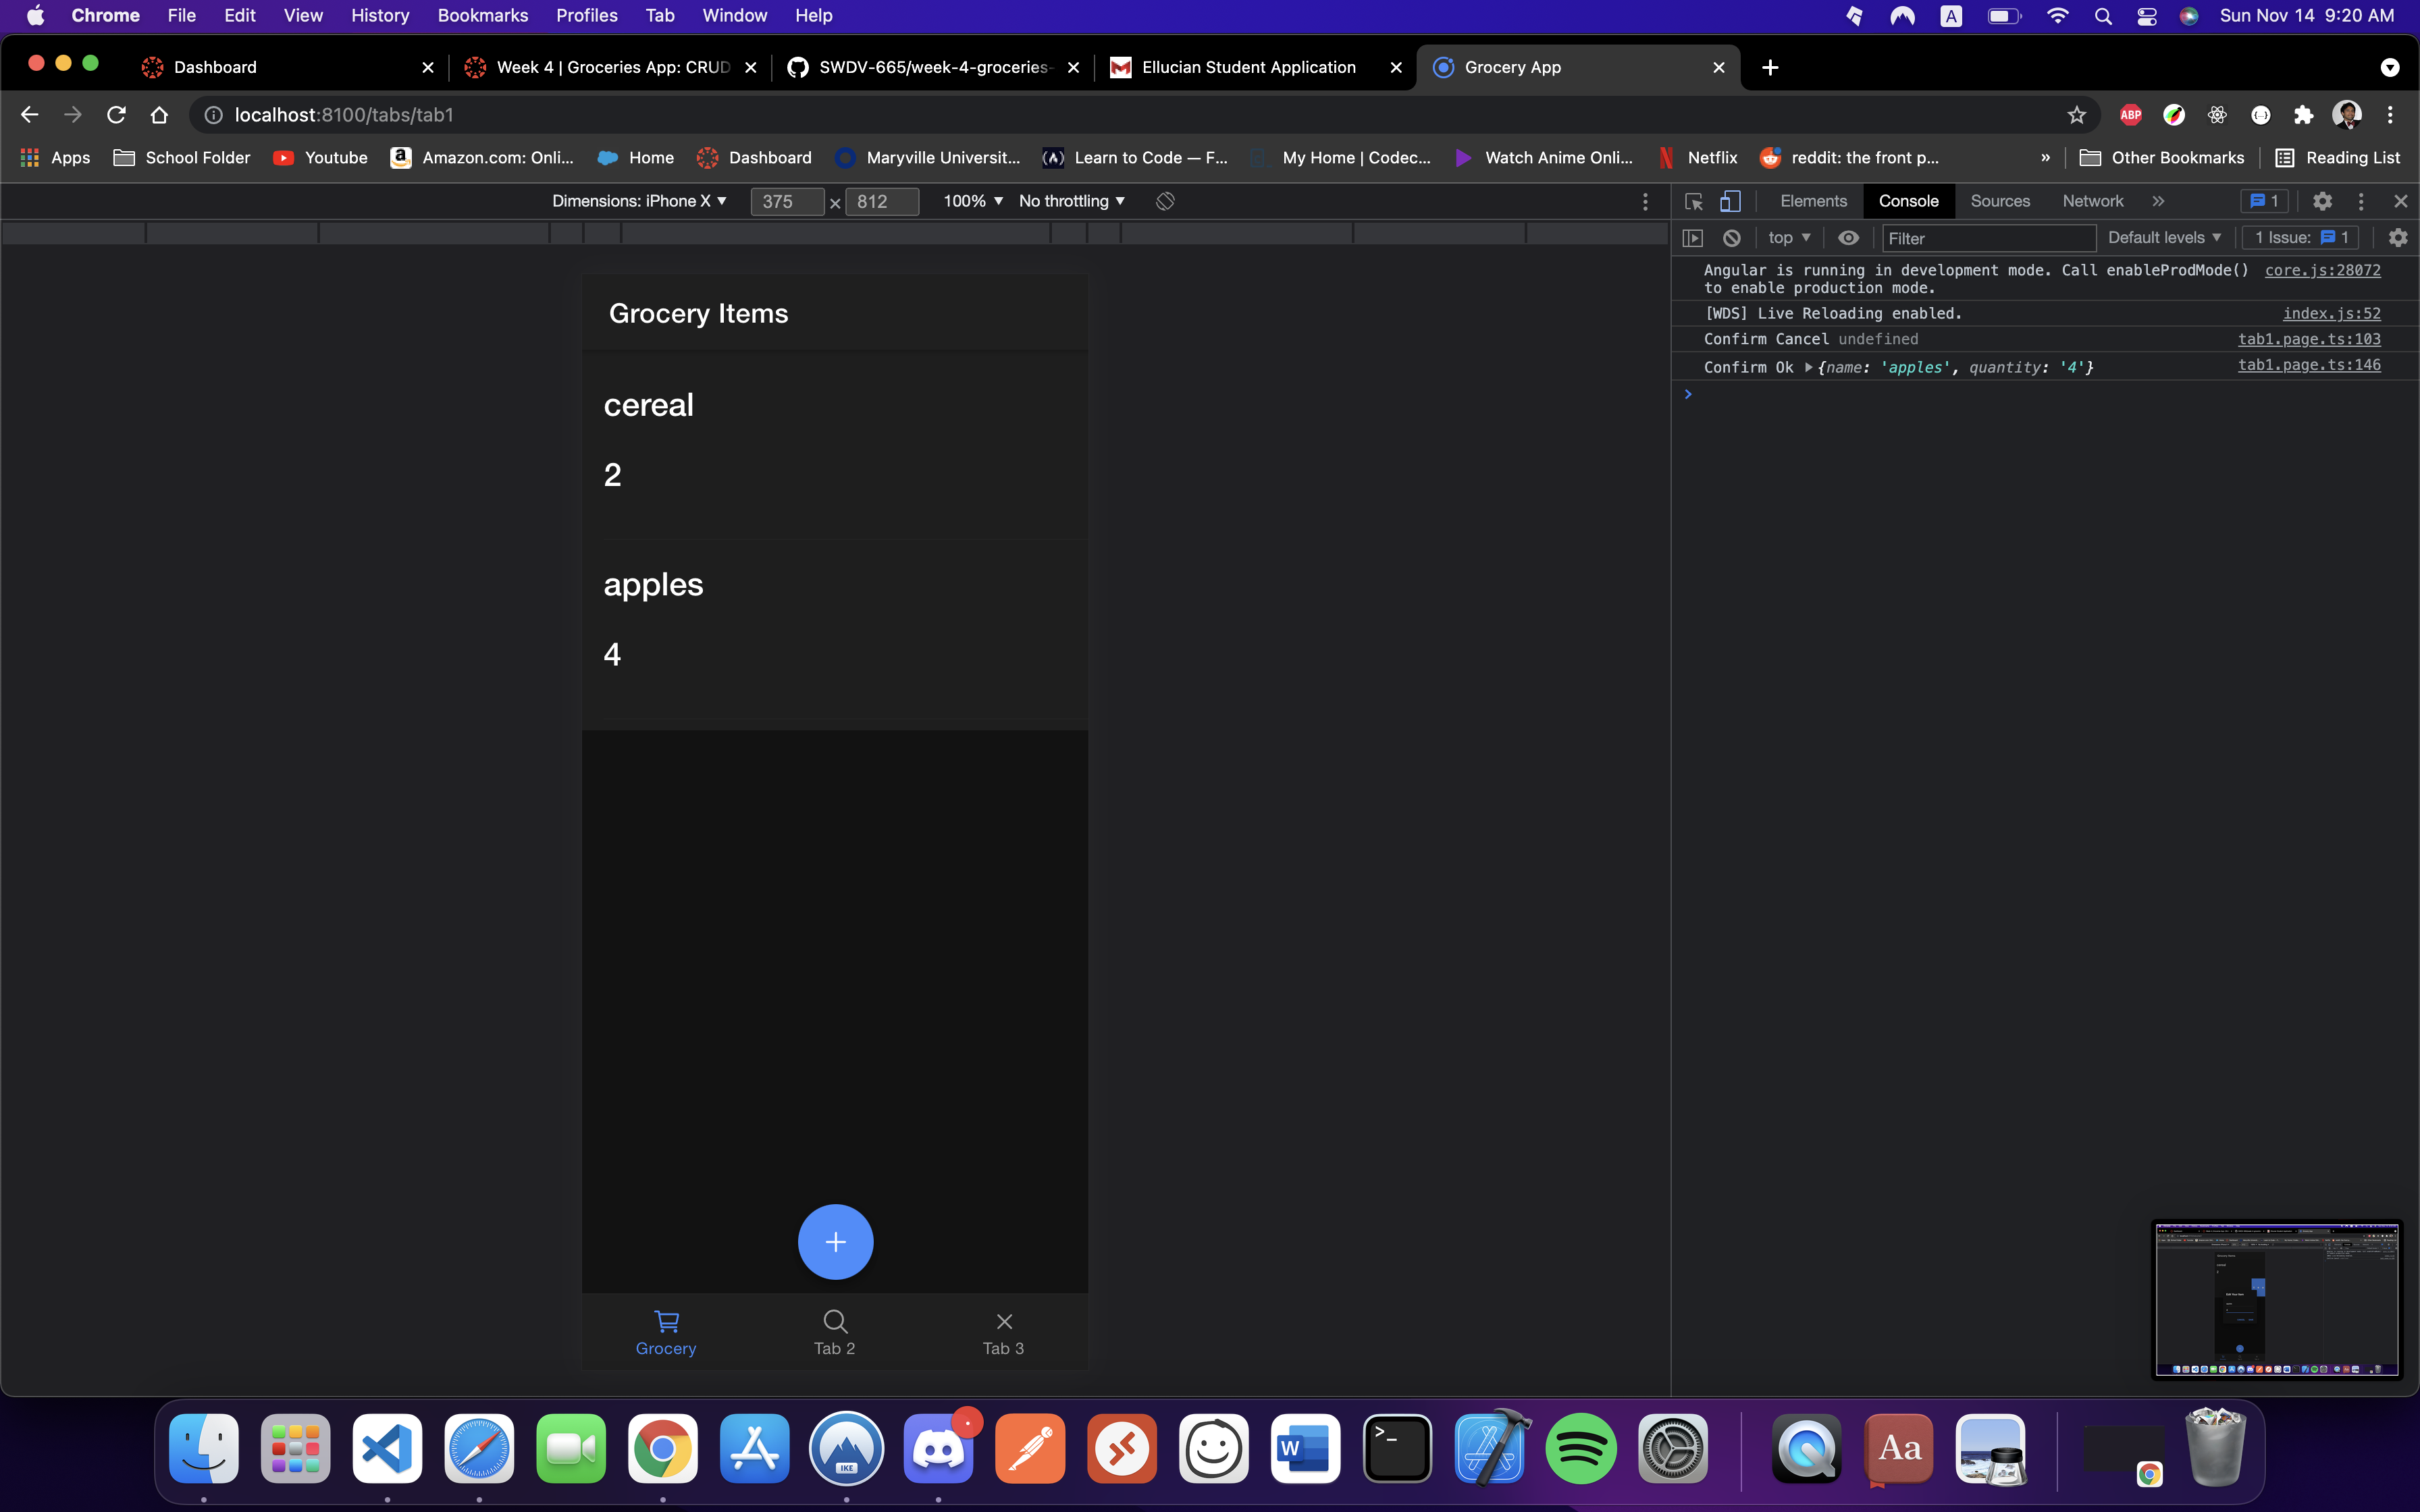 Chrome File Edit View History Bookmarks Profiles Tab Window Help A Sun Nov 14 9:20 AM
Dashboard Week 4 | Groceries App: CRUD SWDV-665/week-4-groceries- Ellucian Student Application Grocery App
localhost:8100/tabs/tab1 ABP
Apps School Folder Youtube Amazon.com: Onli... Home Dashboard Maryville Universit... Learn to Code — F... My Home | Codec... Watch Anime Onli... Netflix reddit: the front p... » Other Bookmarks Reading List
Dimensions: iPhone X 375 × 812 100% No throttling
Elements Console Sources Network » 1
top Filter Default levels 1 Issue: 1
Angular is running in development mode. Call enableProdMode() core.js:28072
to enable production mode.
[WDS] Live Reloading enabled. index.js:52
Confirm Cancel undefined tab1.page.ts:103
Confirm Ok {name: 'apples', quantity: '4'} tab1.page.ts:146
Grocery Items
cereal
2
apples
4
Grocery Tab 2 Tab 3
IKE
W
>_
Aa